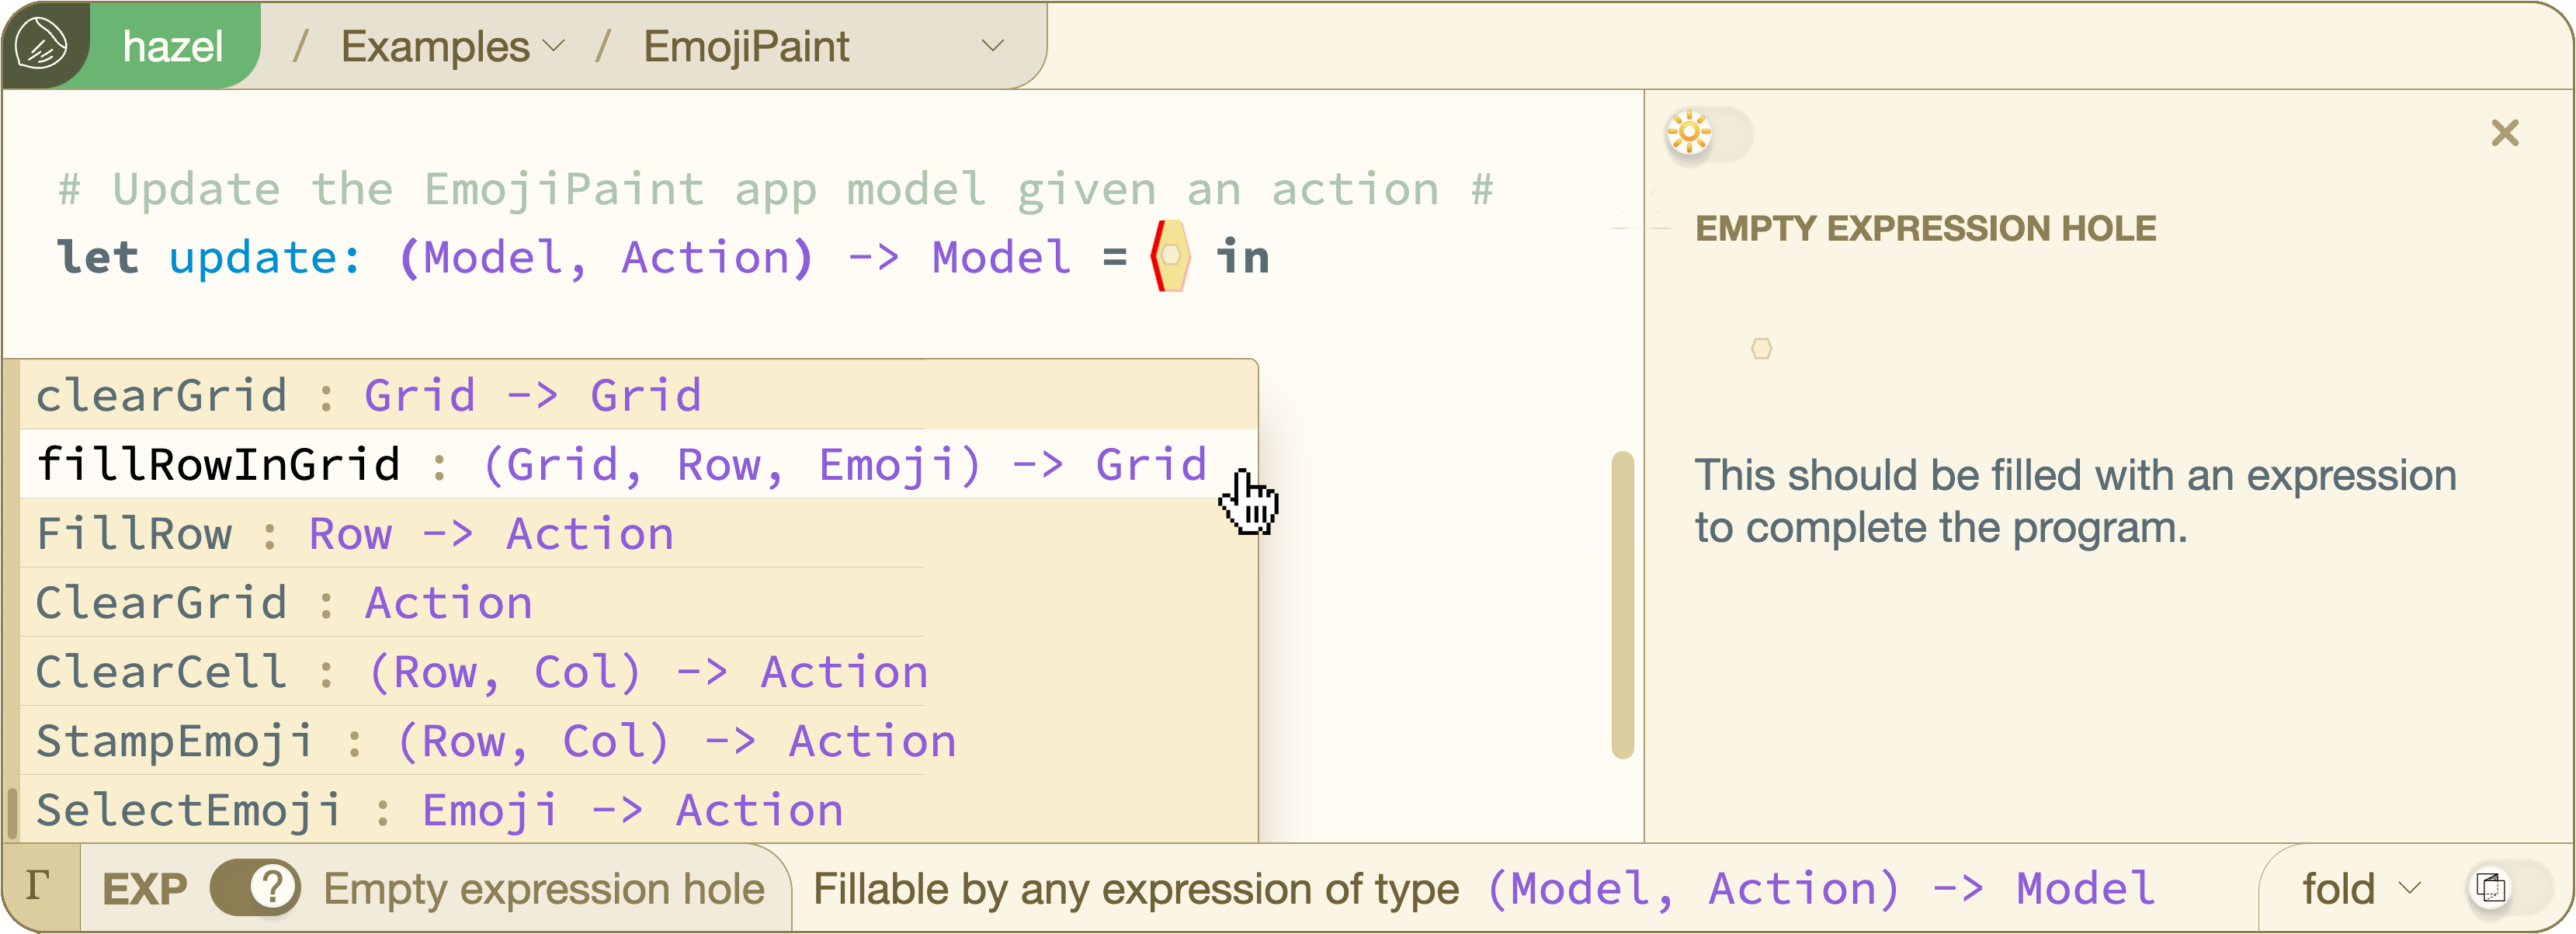 hazel / Examples / EmojiPaint
# Update the EmojiPaint app model given an action #
let update: (Model, Action) -> Model = in
clearGrid : Grid -> Grid
fillRowInGrid : (Grid, Row, Emoji) -> Grid
FillRow : Row -> Action
ClearGrid : Action
ClearCell : (Row, Col) -> Action
StampEmoji : (Row, Col) -> Action
SelectEmoji : Emoji -> Action
EMPTY EXPRESSION HOLE
This should be filled with an expression
to complete the program.
Γ EXP ? Empty expression hole Fillable by any expression of type (Model, Action) -> Model fold